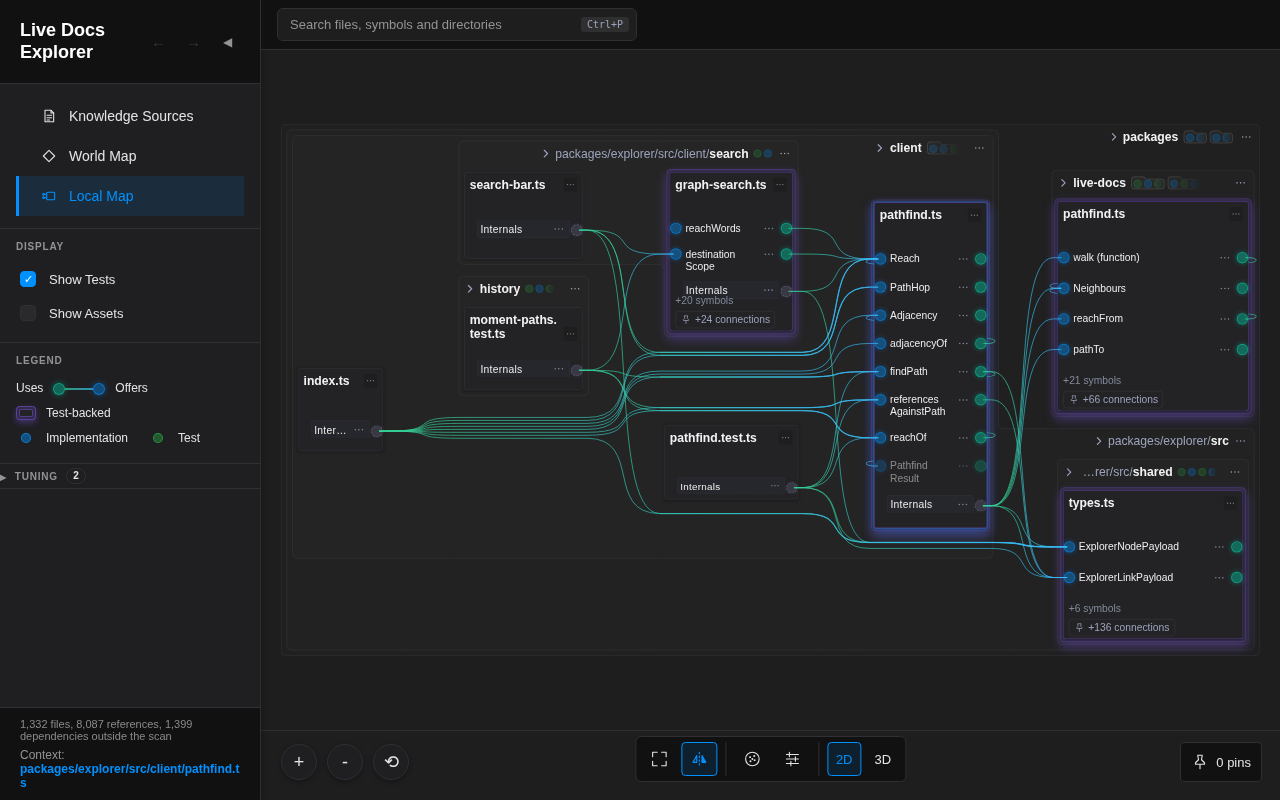 Live Docs
Explorer
Search files, symbols and directories
Ctrl+P
Knowledge Sources
World Map
Local Map
DISPLAY
Show Tests
Show Assets
LEGEND
Uses
Offers
Test-backed
Implementation
Test
TUNING
2
1,332 files, 8,087 references, 1,399
dependencies outside the scan
Context:
packages/explorer/src/client/pathfind.t
s
packages
client
packages/explorer/src/client/search
search-bar.ts
Internals
graph-search.ts
reachWords
destination
Scope
Internals
+20 symbols
+24 connections
history
moment-paths.
test.ts
Internals
index.ts
Inter...
pathfind.test.ts
Internals
pathfind.ts
Reach
PathHop
Adjacency
adjacencyOf
findPath
references
AgainstPath
reachOf
Pathfind
Result
Internals
live-docs
pathfind.ts
walk (function)
Neighbours
reachFrom
pathTo
+21 symbols
+66 connections
packages/explorer/src
...rer/src/shared
types.ts
ExplorerNodePayload
ExplorerLinkPayload
+6 symbols
+136 connections
+
-
2D
3D
0 pins